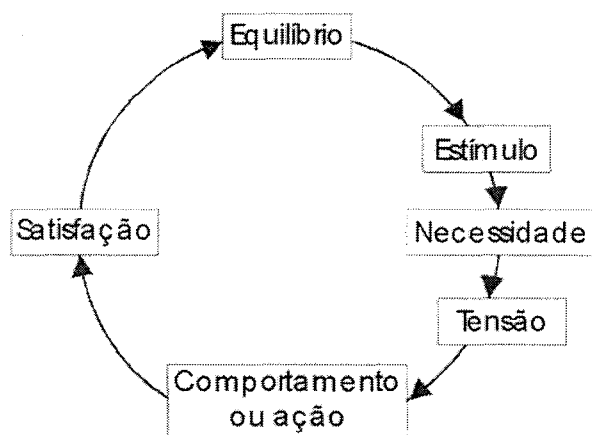 Equilíbrio
Estímulo
Necessidade
Tensão
Comportamento
ou ação
Satisfação